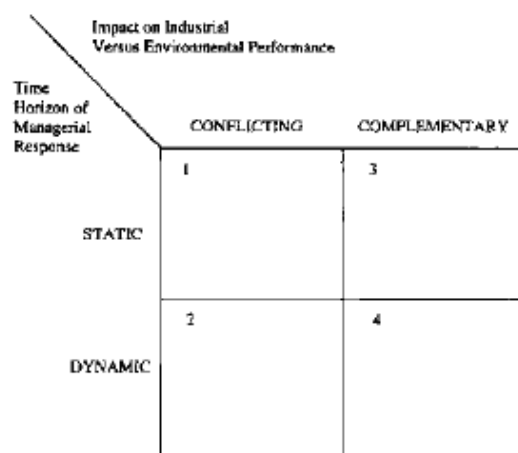 Impact on Industrial
Versus Environmental Performance
Time
Horizon of
Managerial
Response
CONFLICTING
COMPLEMENTARY
1
3
STATIC
2
4
DYNAMIC